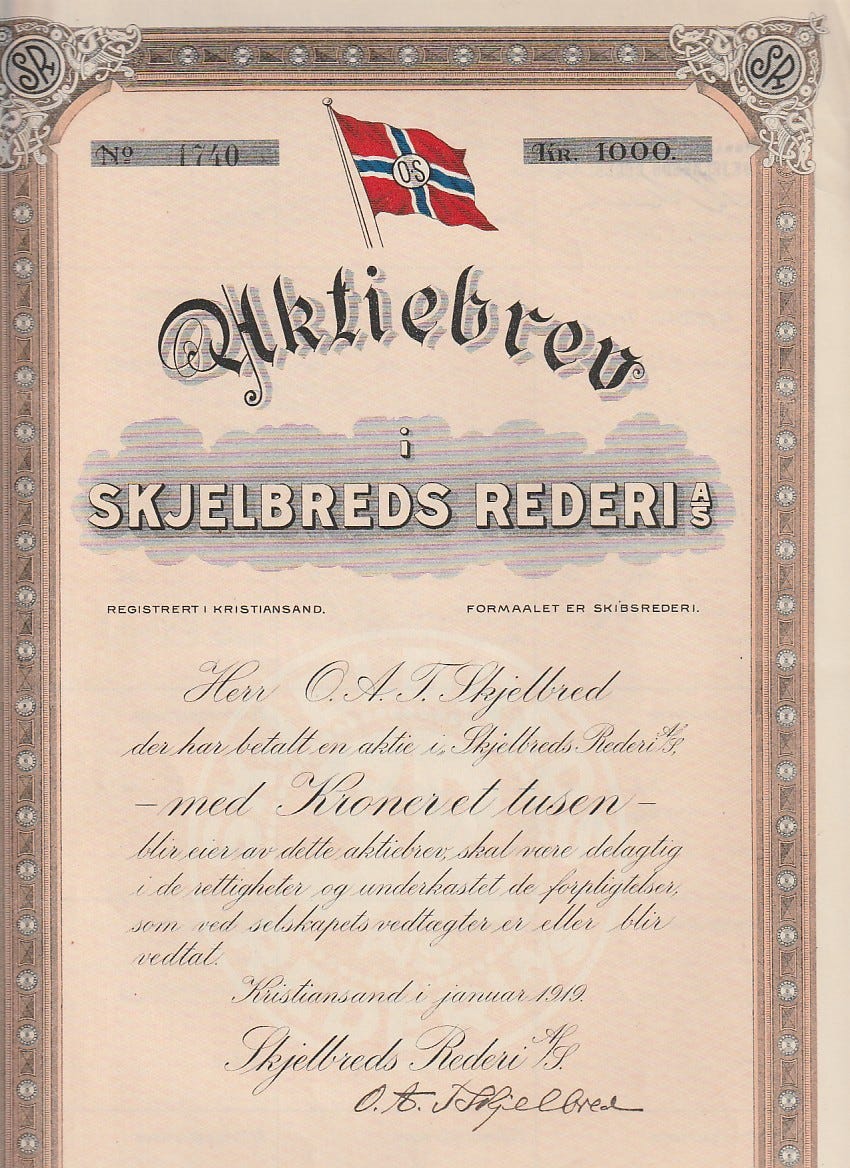 SR SR
No 1740 KR. 1000.
O·S
Aktiebrev
i
SKJELBREDS REDERI A/S
REGISTRERT I KRISTIANSAND. FORMAALET ER SKIBSREDERI.
Herr O. A. T. Skjelbred
der har betalt en aktie i Skjelbreds Rederi A/S,
– med Kroner et tusen –
blir eier av dette aktiebrev, skal være delagtig
i de rettigheter og underkastet de forpligtelser,
som ved selskapets vedtægter er eller blir
vedtat.
Kristiansand i januar 1919.
Skjelbreds Rederi A/S.
O. A. T Skjelbred